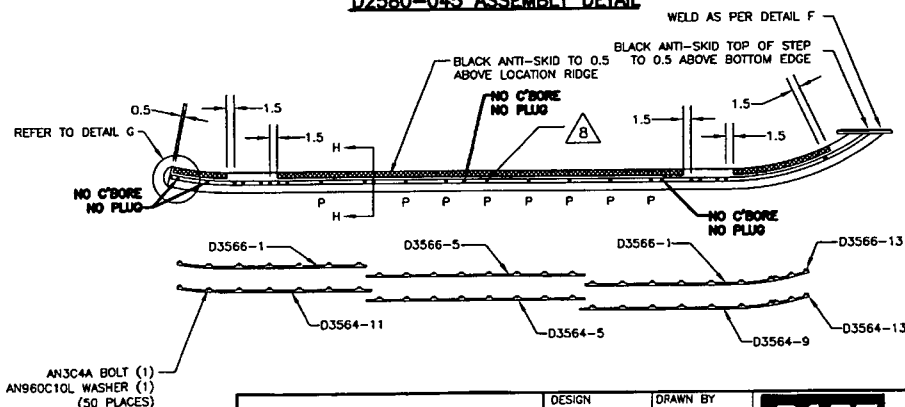 D2580-045 ASSEMBLY DETAIL
WELD AS PER DETAIL F
BLACK ANTI-SKID TO 0.5
ABOVE LOCATION RIDGE
BLACK ANTI-SKID TOP OF STEP
TO 0.5 ABOVE BOTTOM EDGE
NO C'BORE
NO PLUG
0.5
1.5
1.5
8
1.5
1.5
1.5
REFER TO DETAIL G
H
H
NO C'BORE
NO PLUG
P P P P P P P P
NO C'BORE
NO PLUG
D3566-1
D3566-5
D3566-1
D3566-13
D3564-11
D3564-5
D3564-9
D3564-13
AN3C4A BOLT (1)
AN960C10L WASHER (1)
(50 PLACES)
DESIGN
DRAWN BY